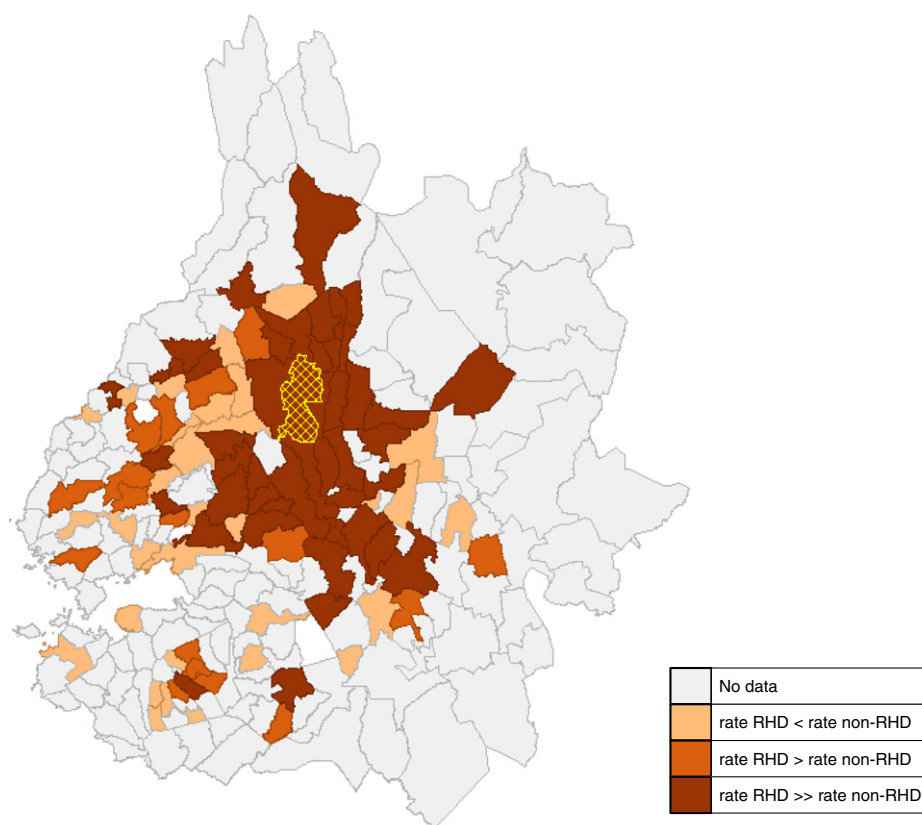 No data
rate RHD < rate non-RHD
rate RHD > rate non-RHD
rate RHD >> rate non-RHD